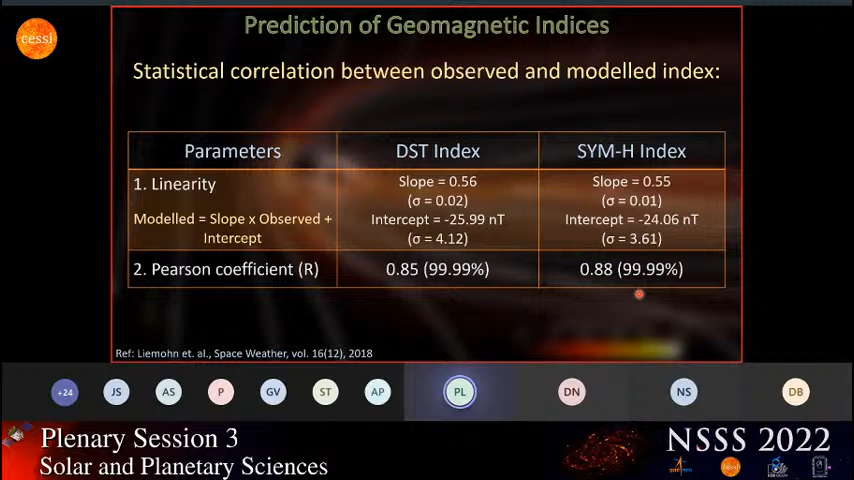 cessi
Prediction of Geomagnetic Indices
Statistical correlation between observed and modelled index:
Parameters
DST Index
SYM-H Index
1. Linearity
Modelled = Slope x Observed +
Intercept
Slope = 0.56
(σ = 0.02)
Intercept = -25.99 nT
(σ = 4.12)
Slope = 0.55
(σ = 0.01)
Intercept = -24.06 nT
(σ = 3.61)
2. Pearson coefficient (R)
0.85 (99.99%)
0.88 (99.99%)
Ref: Liemohn et. al., Space Weather, vol. 16(12), 2018
+24
JS
AS
P
GV
ST
AP
PL
DN
NS
DB
Plenary Session 3
Solar and Planetary Sciences
NSSS 2022
cessi